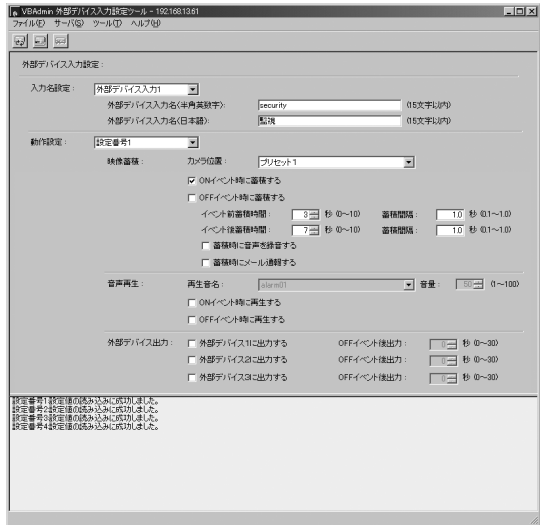 VBAdmin 外部デバイス入力設定ツール - 192.168.13.61
ファイル(F) サーバ(S) ツール(T) ヘルプ(H)
外部デバイス入力設定：
入力名設定： 外部デバイス入力1
外部デバイス入力名(半角英数字)： security (15文字以内)
外部デバイス入力名(日本語)： 監視 (15文字以内)
動作設定： 設定番号1
映像蓄積： カメラ位置： プリセット1
ONイベント時に蓄積する
OFFイベント時に蓄積する
イベント前蓄積時間： 3 秒 (0～10) 蓄積間隔： 1.0 秒 (0.1～1.0)
イベント後蓄積時間： 7 秒 (0～10) 蓄積間隔： 1.0 秒 (0.1～1.0)
蓄積時に音声を録音する
蓄積時にメール通報する
音声再生： 再生音名： alarm01 音量： 50 (1～100)
ONイベント時に再生する
OFFイベント時に再生する
外部デバイス出力： 外部デバイス1に出力する OFFイベント後出力： 0 秒 (0～30)
外部デバイス2に出力する OFFイベント後出力： 0 秒 (0～30)
外部デバイス3に出力する OFFイベント後出力： 0 秒 (0～30)
設定番号1:設定値の読み込みに成功しました。
設定番号2:設定値の読み込みに成功しました。
設定番号3:設定値の読み込みに成功しました。
設定番号4:設定値の読み込みに成功しました。